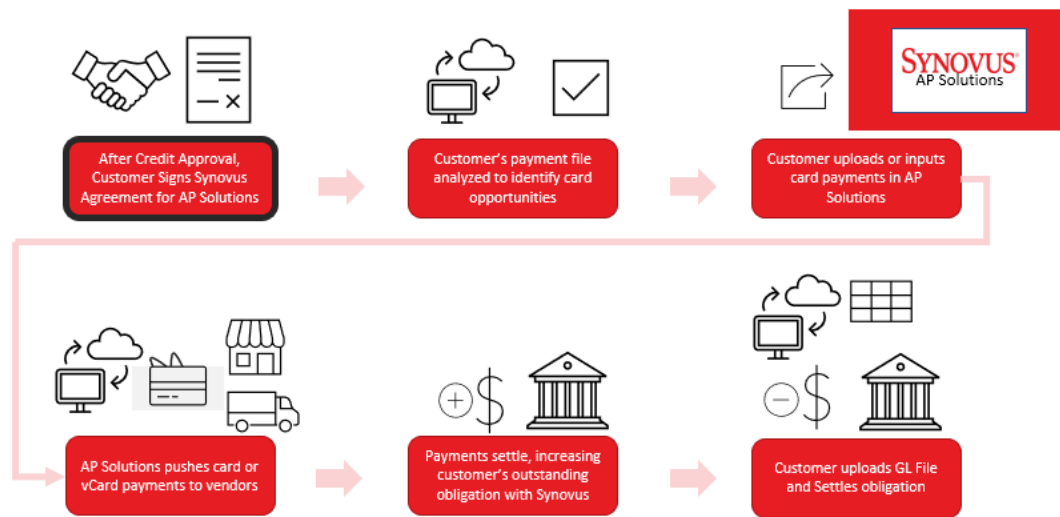 SYNOVUS®
AP Solutions
After Credit Approval,
Customer Signs Synovus
Agreement for AP Solutions
Customer's payment file
analyzed to identify card
opportunities
Customer uploads or inputs
card payments in AP
Solutions
AP Solutions pushes card or
vCard payments to vendors
Payments settle, increasing
customer's outstanding
obligation with Synovus
Customer uploads GL File
and Settles obligation